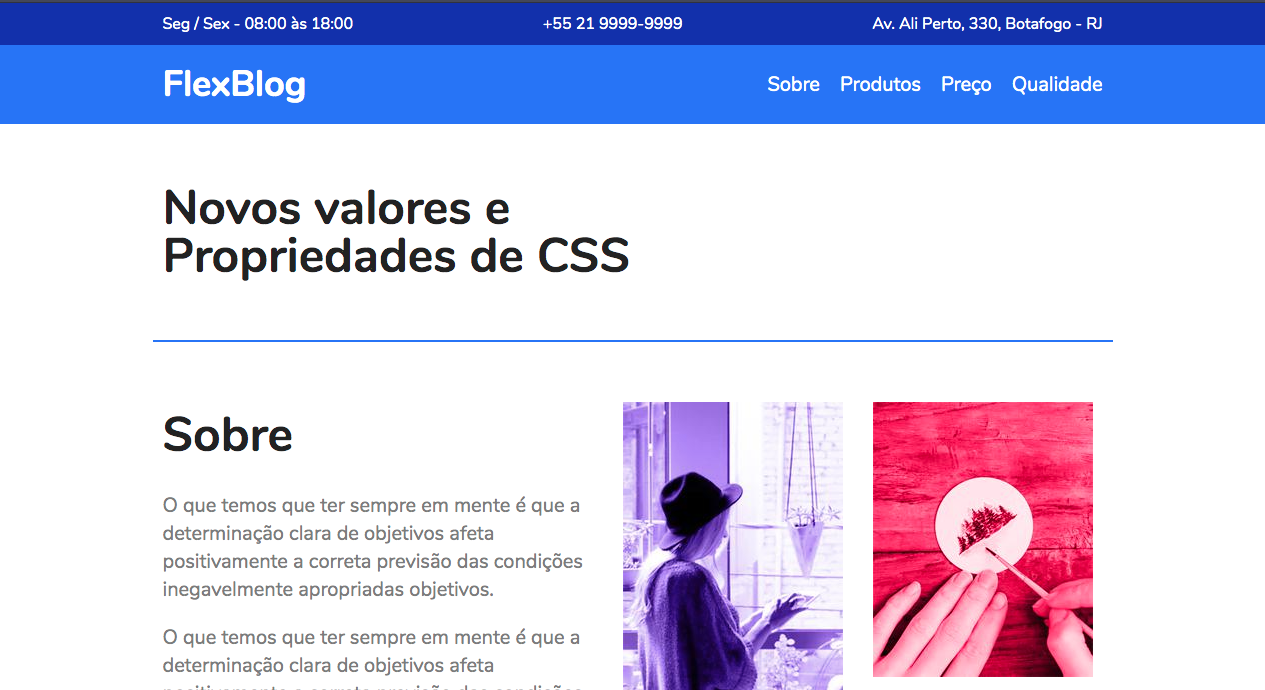 Seg / Sex - 08:00 às 18:00
+55 21 9999-9999
Av. Ali Perto, 330, Botafogo - RJ
FlexBlog
Sobre Produtos Preço Qualidade
Novos valores e
Propriedades de CSS
Sobre
O que temos que ter sempre em mente é que a
determinação clara de objetivos afeta
positivamente a correta previsão das condições
inegavelmente apropriadas objetivos.
O que temos que ter sempre em mente é que a
determinação clara de objetivos afeta